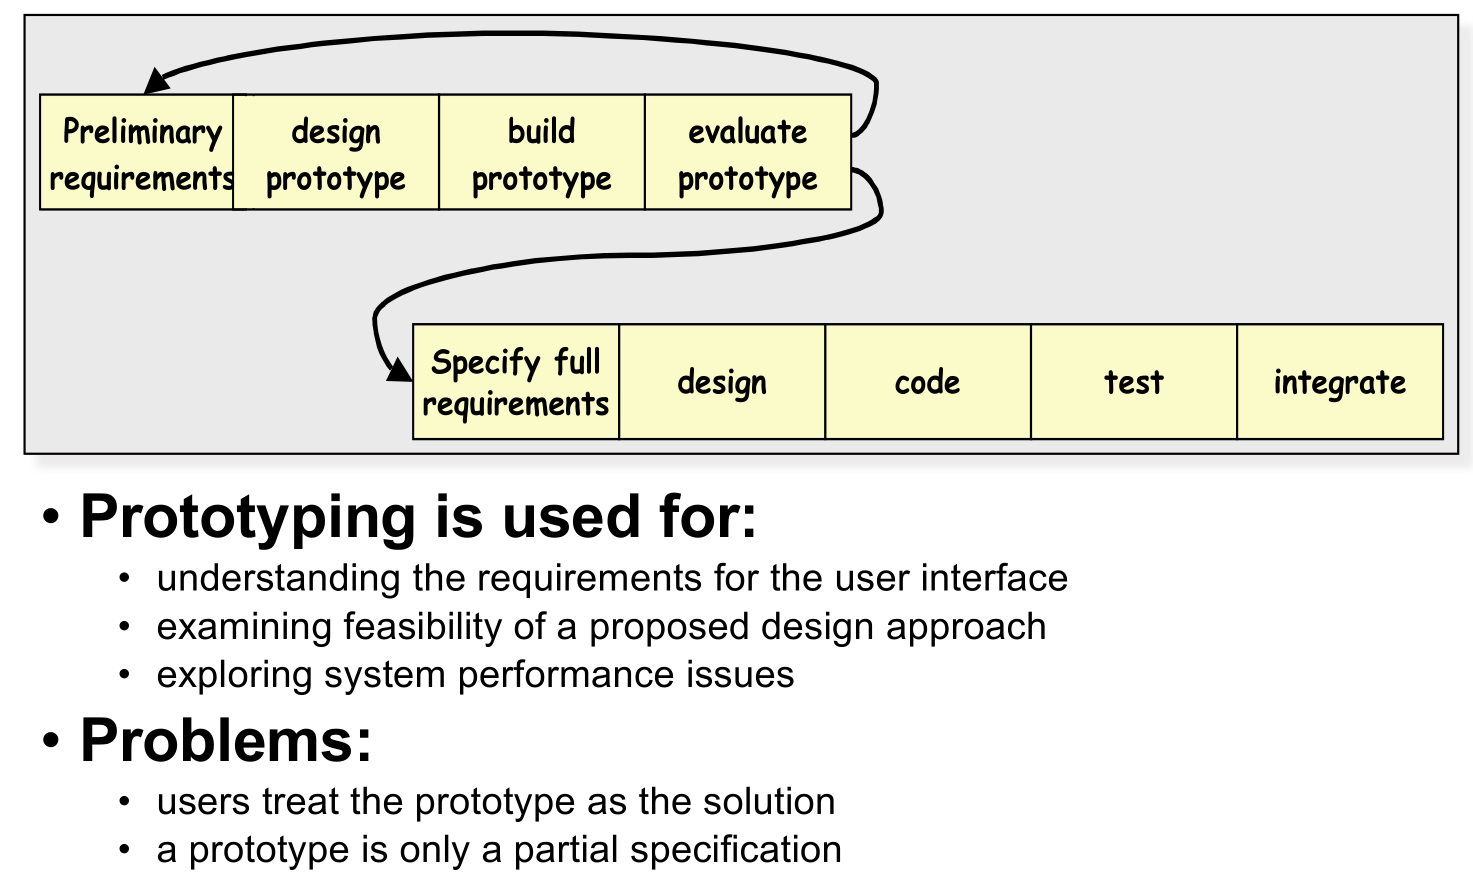 Preliminary
requirements
design
prototype
build
prototype
evaluate
prototype
Specify full
requirements
design
code
test
integrate
• Prototyping is used for:
• understanding the requirements for the user interface
• examining feasibility of a proposed design approach
• exploring system performance issues
• Problems:
• users treat the prototype as the solution
• a prototype is only a partial specification